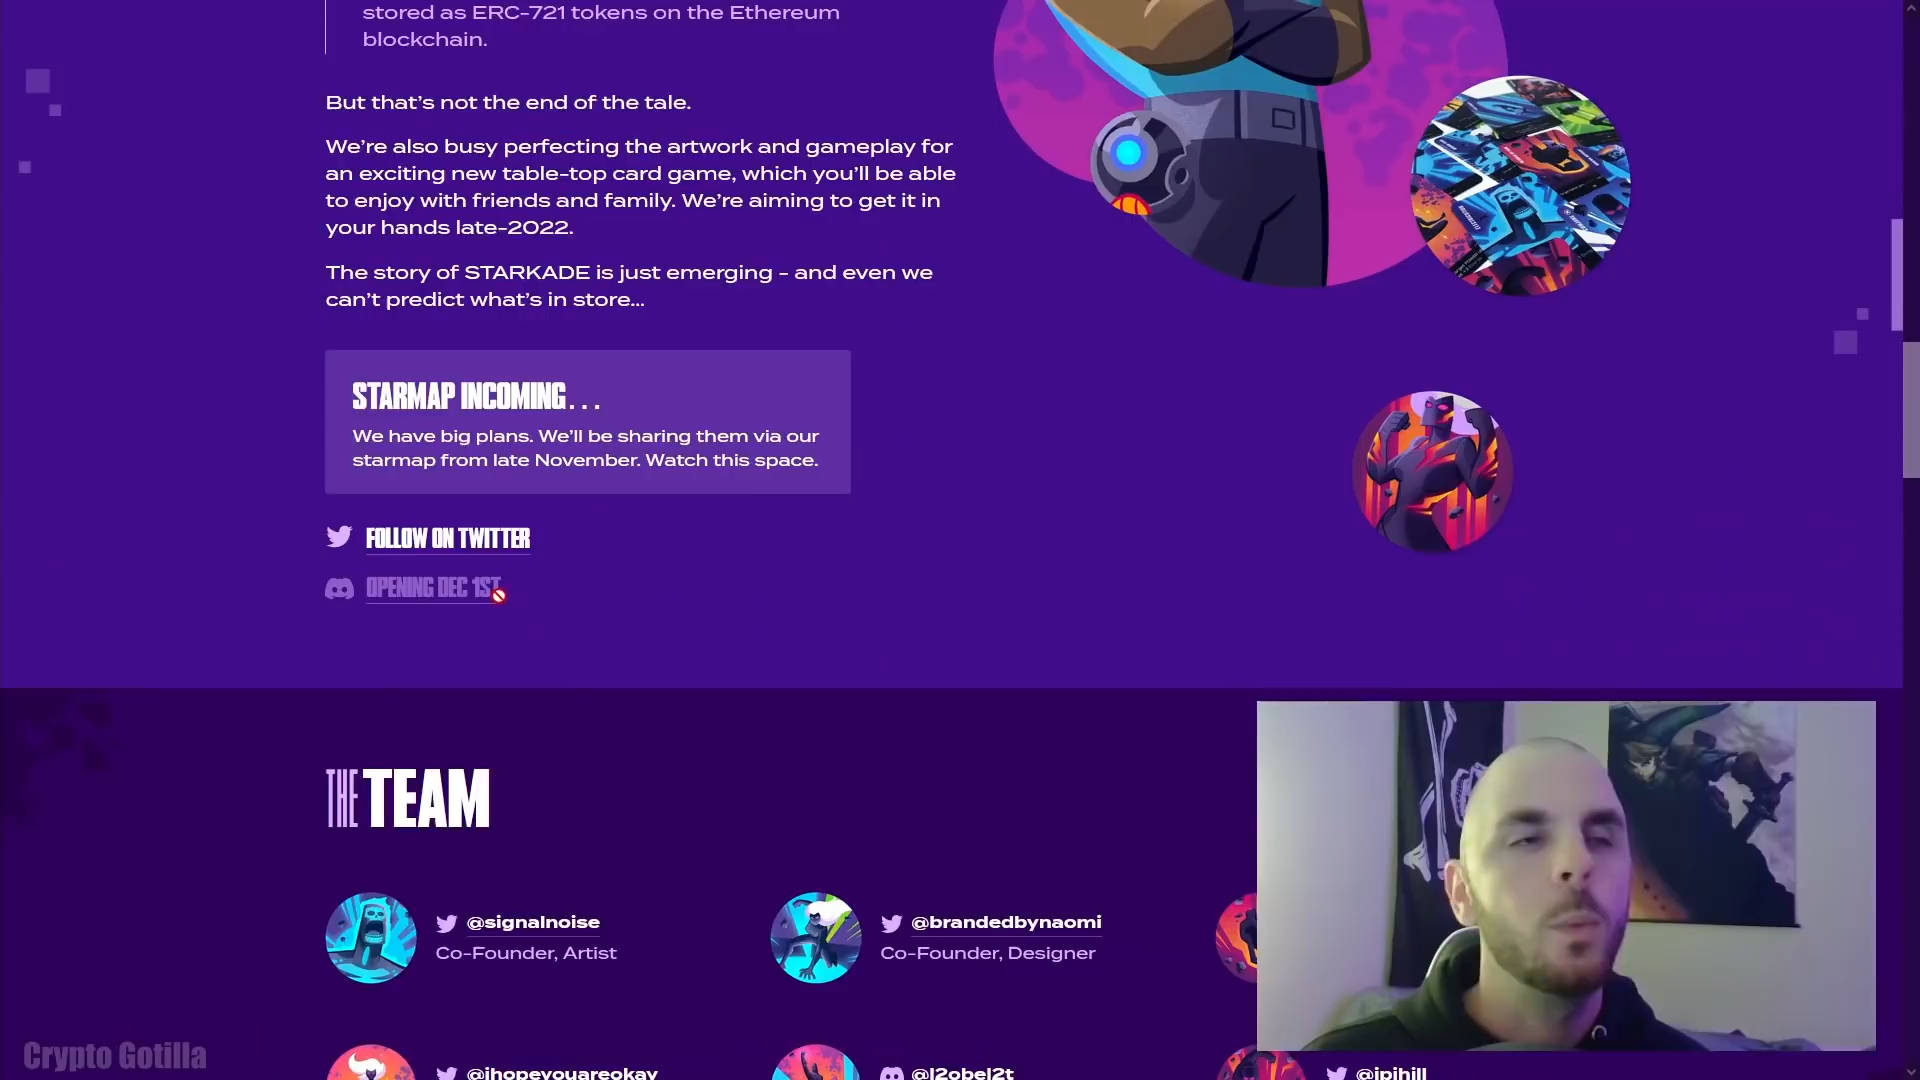 stored as ERC-721 tokens on the Ethereum
blockchain.
But that's not the end of the tale.
We're also busy perfecting the artwork and gameplay for
an exciting new table-top card game, which you'll be able
to enjoy with friends and family. We're aiming to get it in
your hands late-2022.
The story of STARKADE is just emerging - and even we
can't predict what's in store...
STARMAP INCOMING...
We have big plans. We'll be sharing them via our
starmap from late November. Watch this space.
FOLLOW ON TWITTER
OPENING DEC 1ST
THE TEAM
@signalnoise
Co-Founder, Artist
@brandedbynaomi
Co-Founder, Designer
@ihopeyouareokay
@l2obel2t
@ipihill
Crypto Gotilla